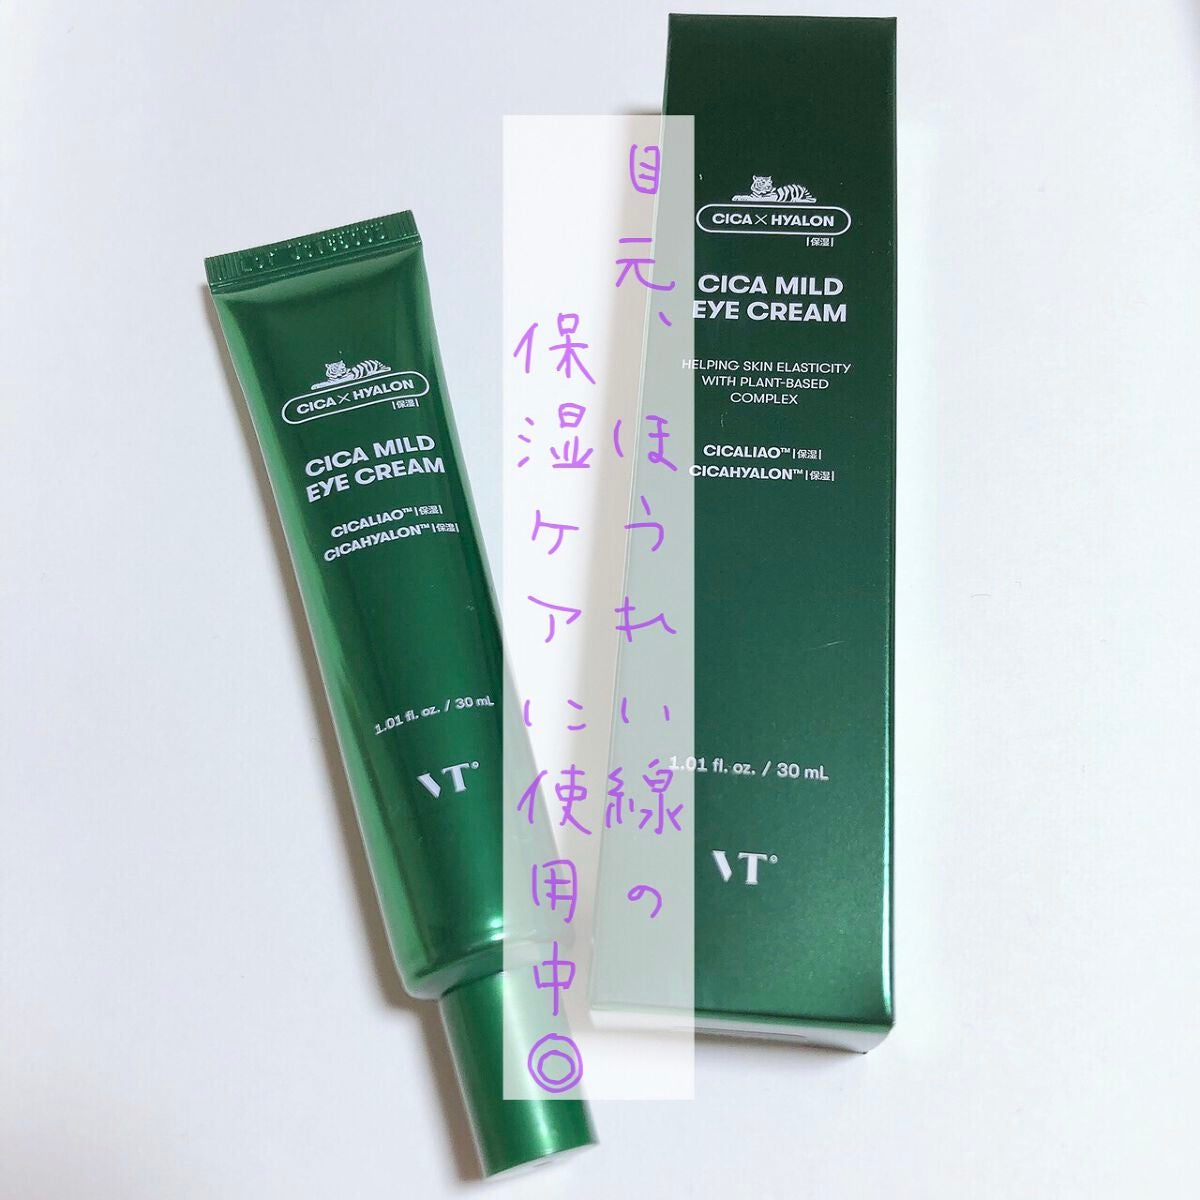 目元、ほうれい線の
保湿ケアに使用中◎
CICA×HYALON
|保湿|
CICA MILD
EYE CREAM
CICALIAO™|保湿|
CICAHYALON™|保湿|
1.01 fl. oz. / 30 mL
VT
CICA×HYALON
|保湿|
CICA MILD
EYE CREAM
HELPING SKIN ELASTICITY
WITH PLANT-BASED
COMPLEX
CICALIAO™|保湿|
CICAHYALON™|保湿|
1.01 fl. oz. / 30 mL
VT